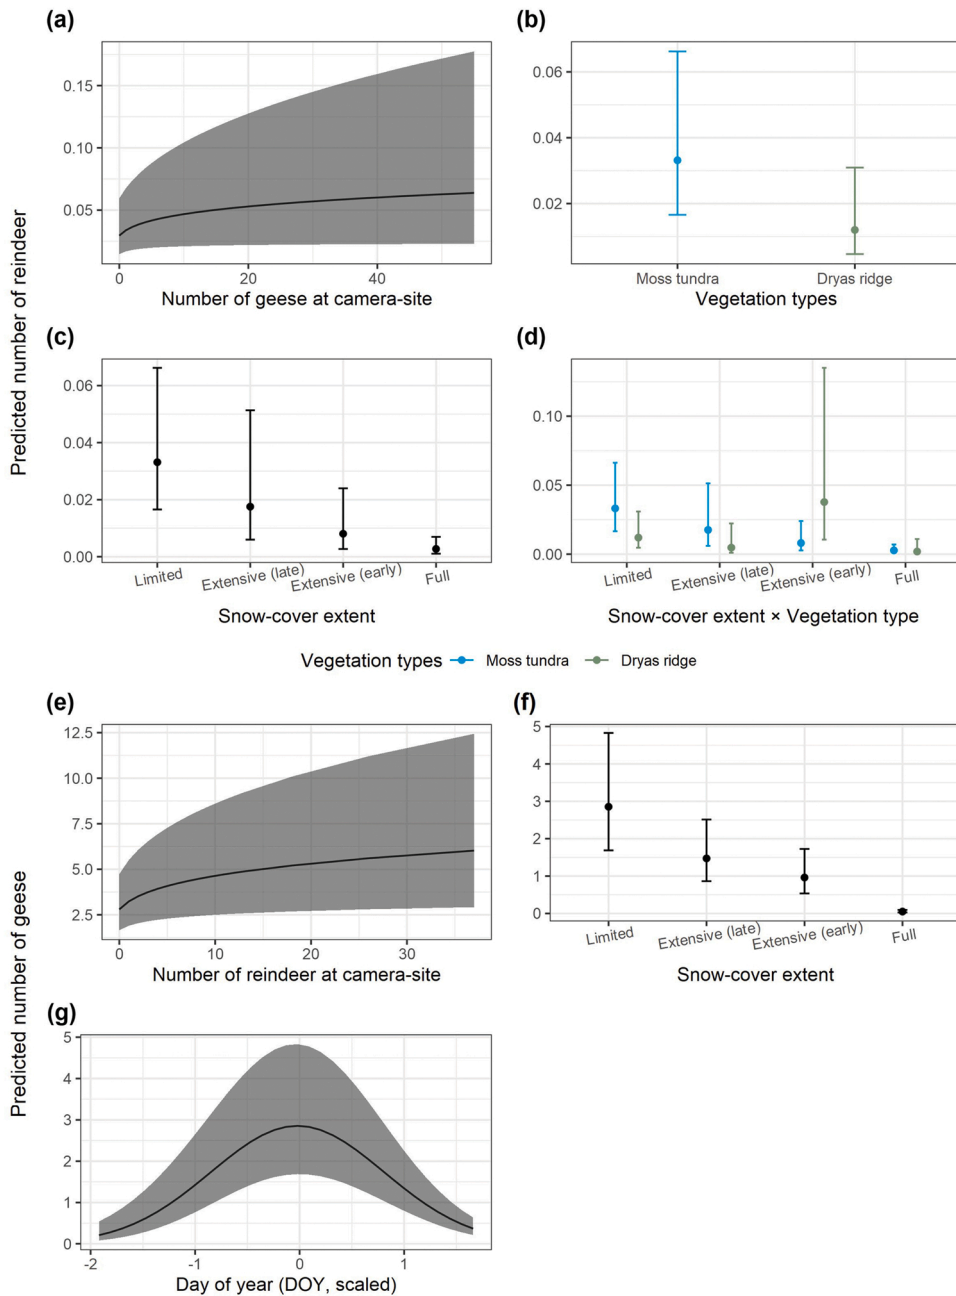 (a)
0.15
0.10
0.05
0
20
40
Number of geese at camera-site
(b)
0.06
0.04
0.02
Moss tundra
Dryas ridge
Vegetation types
Predicted number of reindeer
(c)
0.06
0.04
0.02
0.00
Limited
Extensive (late)
Extensive (early)
Full
Snow-cover extent
(d)
0.10
0.05
0.00
Limited
Extensive (late)
Extensive (early)
Full
Snow-cover extent × Vegetation type
Vegetation types Moss tundra Dryas ridge
(e)
12.5
10.0
7.5
5.0
2.5
0
10
20
30
Number of reindeer at camera-site
(f)
5
4
3
2
1
0
Limited
Extensive (late)
Extensive (early)
Full
Snow-cover extent
Predicted number of geese
(g)
5
4
3
2
1
0
-2
-1
0
1
Day of year (DOY, scaled)